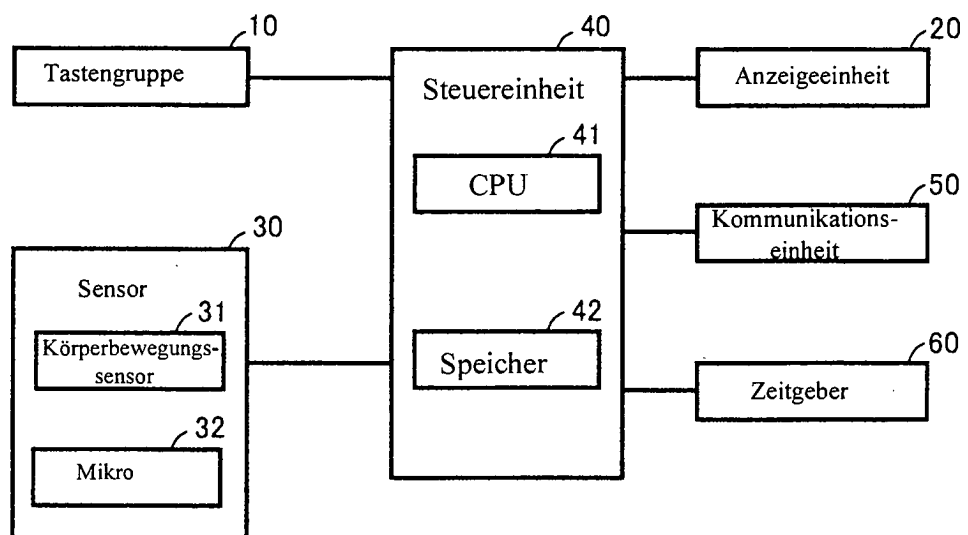 10
Tastengruppe
40
Steuereinheit
41
CPU
42
Speicher
20
Anzeigeeinheit
50
Kommunikations-
einheit
60
Zeitgeber
30
Sensor
31
Körperbewegungs-
sensor
32
Mikro